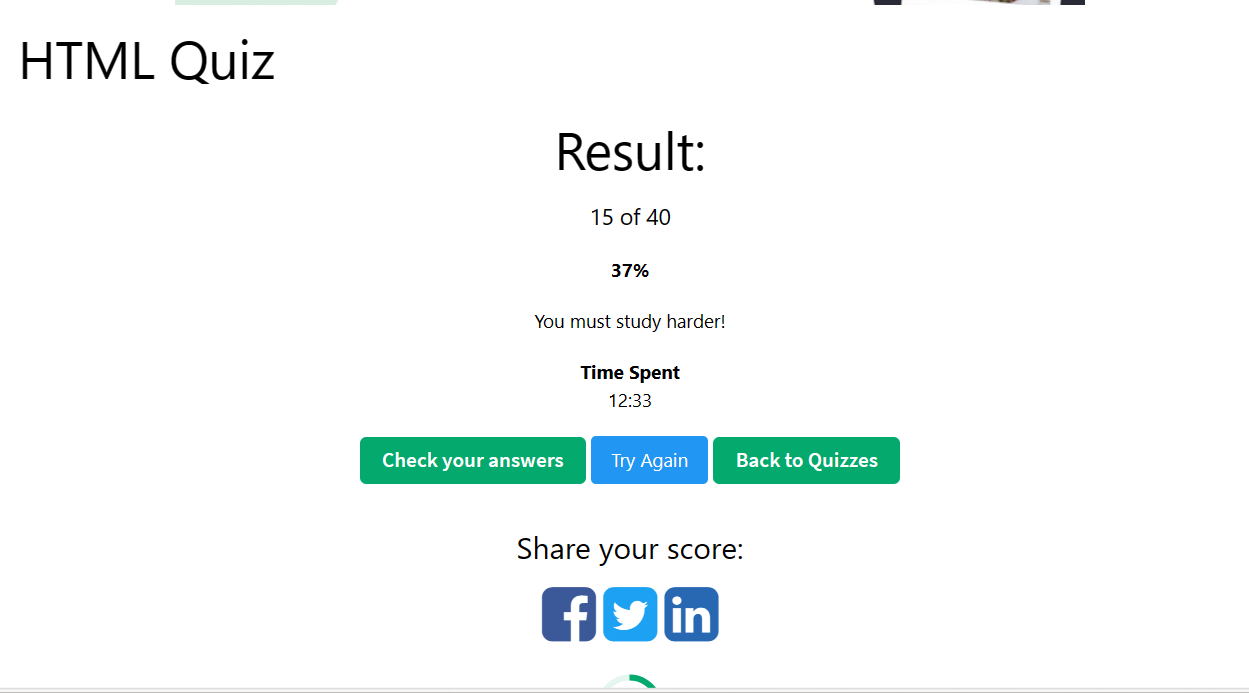 HTML Quiz
Result:
15 of 40
37%
You must study harder!
Time Spent
12:33
Check your answers Try Again Back to Quizzes
Share your score: